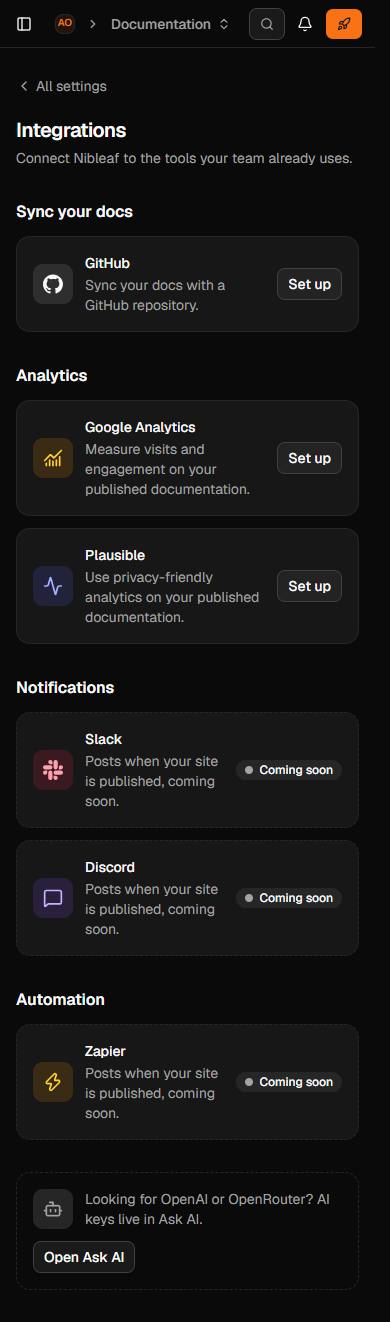 AO
Documentation
All settings
Integrations
Connect Nibleaf to the tools your team already uses.
Sync your docs
GitHub
Sync your docs with a
GitHub repository.
Set up
Analytics
Google Analytics
Measure visits and
engagement on your
published documentation.
Set up
Plausible
Use privacy-friendly
analytics on your published
documentation.
Set up
Notifications
Slack
Posts when your site
is published, coming
soon.
Coming soon
Discord
Posts when your site
is published, coming
soon.
Coming soon
Automation
Zapier
Posts when your site
is published, coming
soon.
Coming soon
Looking for OpenAI or OpenRouter? AI
keys live in Ask AI.
Open Ask AI